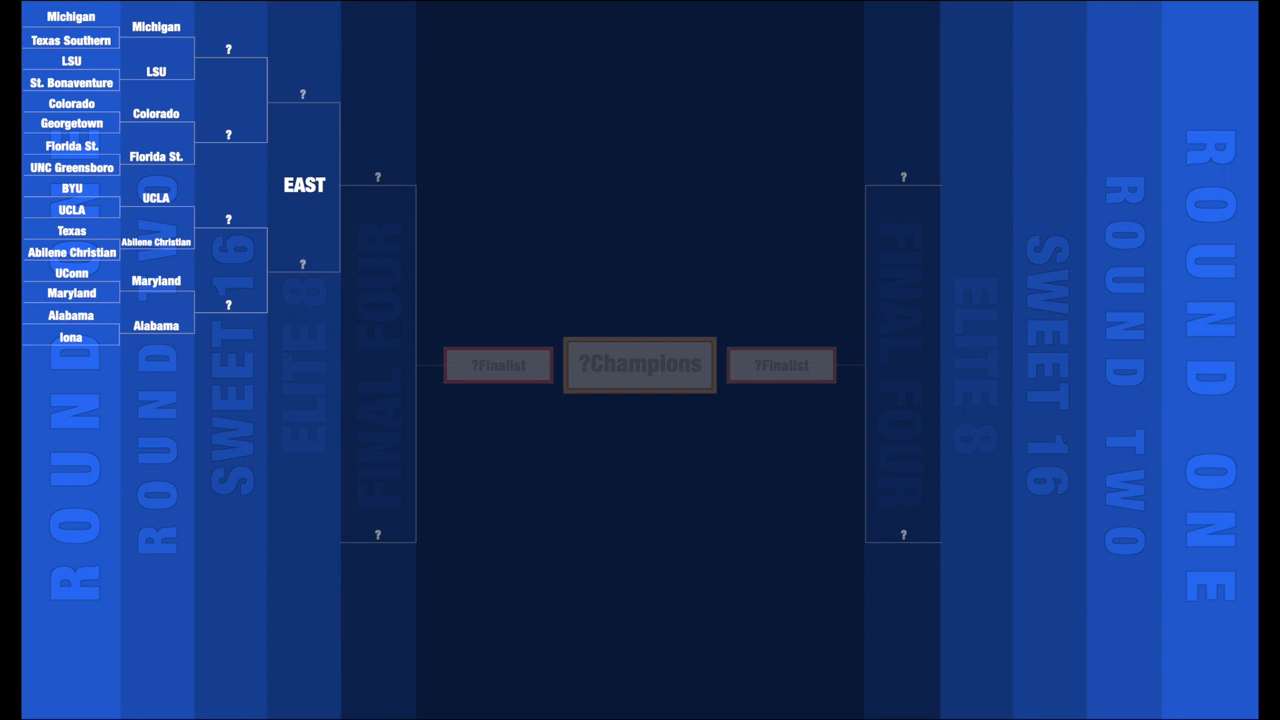 Michigan
Texas Southern
LSU
St. Bonaventure
Colorado
Georgetown
Florida St.
UNC Greensboro
BYU
UCLA
Texas
Abilene Christian
UConn
Maryland
Alabama
Iona
Michigan
LSU
Colorado
Florida St.
UCLA
Abilene Christian
Maryland
Alabama
?
?
?
?
?
?
EAST
?
?
?Finalist
?Champions
?Finalist
?
?
ROUND ONE
ROUND TWO
SWEET 16
ELITE 8
FINAL FOUR
FINAL FOUR
ELITE 8
SWEET 16
ROUND TWO
ROUND ONE